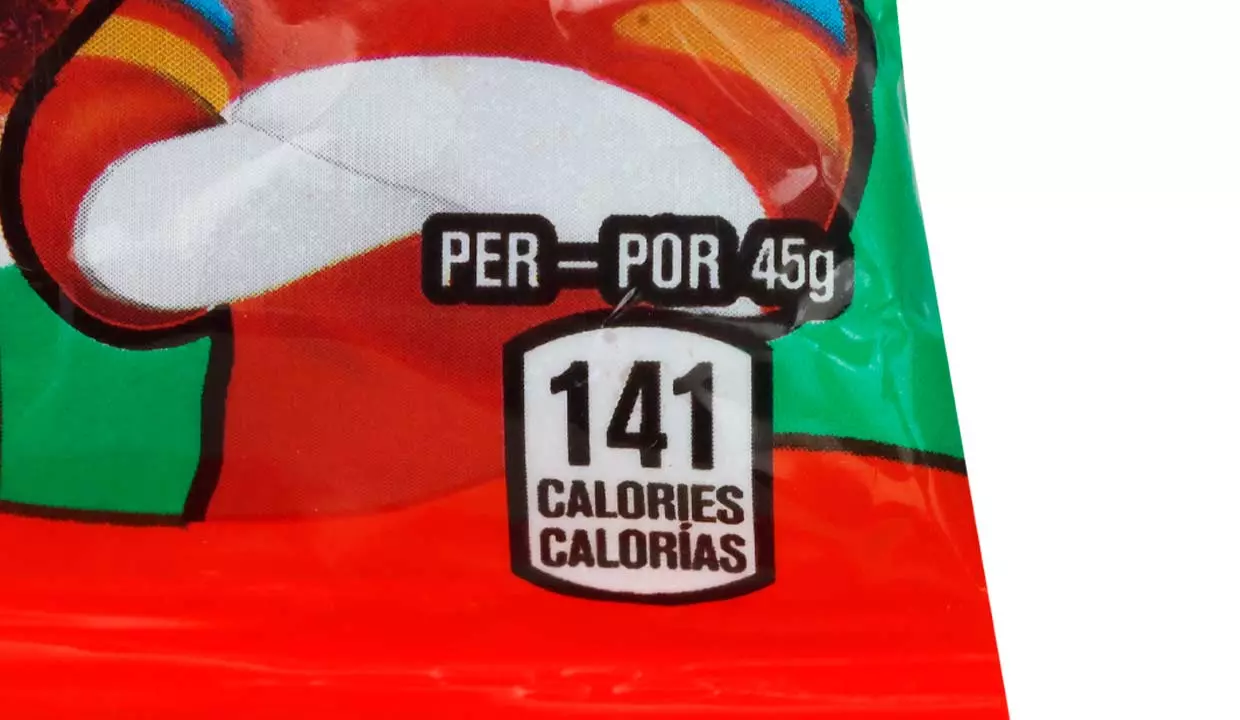 PER – POR 45g
141
CALORIES
CALORÍAS